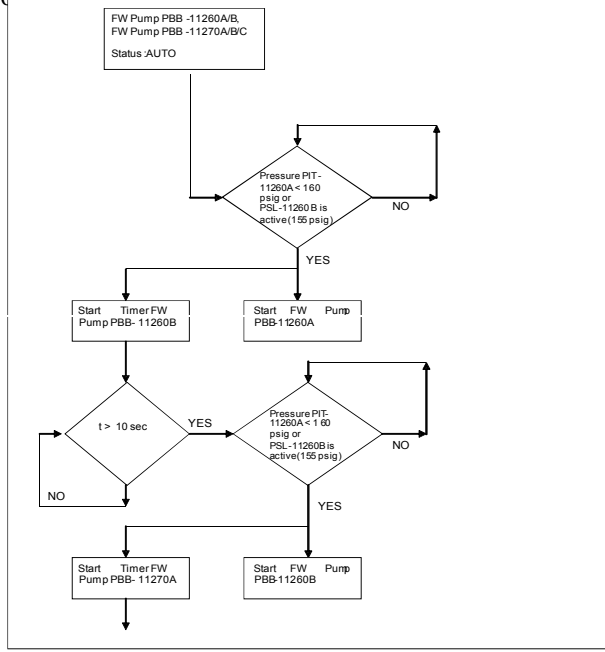 FW Pump PBB -11260A/B,
FW Pump PBB -11270A/B/C
Status :AUTO
Pressure PIT-
11260A < 160
psig or
PSL-11260 B is
active (155 psig)
NO
YES
Start Timer FW
Pump PBB- 11260B
Start FW Pump
PBB-11260A
t > 10 sec
YES
NO
Pressure PIT-
11260A < 1 60
psig or
PSL-11260B is
active(155 psig)
NO
YES
Start Timer FW
Pump PBB- 11270A
Start FW Pump
PBB-11260B